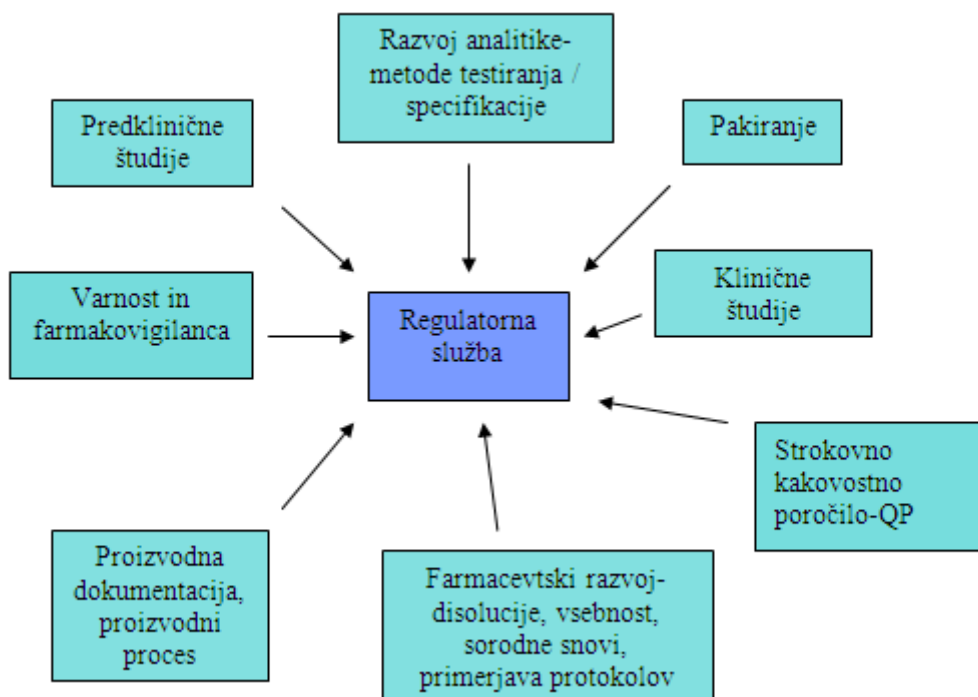 Razvoj analitike-
metode testiranja /
specifikacije
Predklinične
študije
Pakiranje
Varnost in
farmakovigilanca
Regulatorna
služba
Klinične
študije
Strokovno
kakovostno
poročilo-QP
Proizvodna
dokumentacija,
proizvodni
proces
Farmacevtski razvoj-
disolucije, vsebnost,
sorodne snovi,
primerjava protokolov